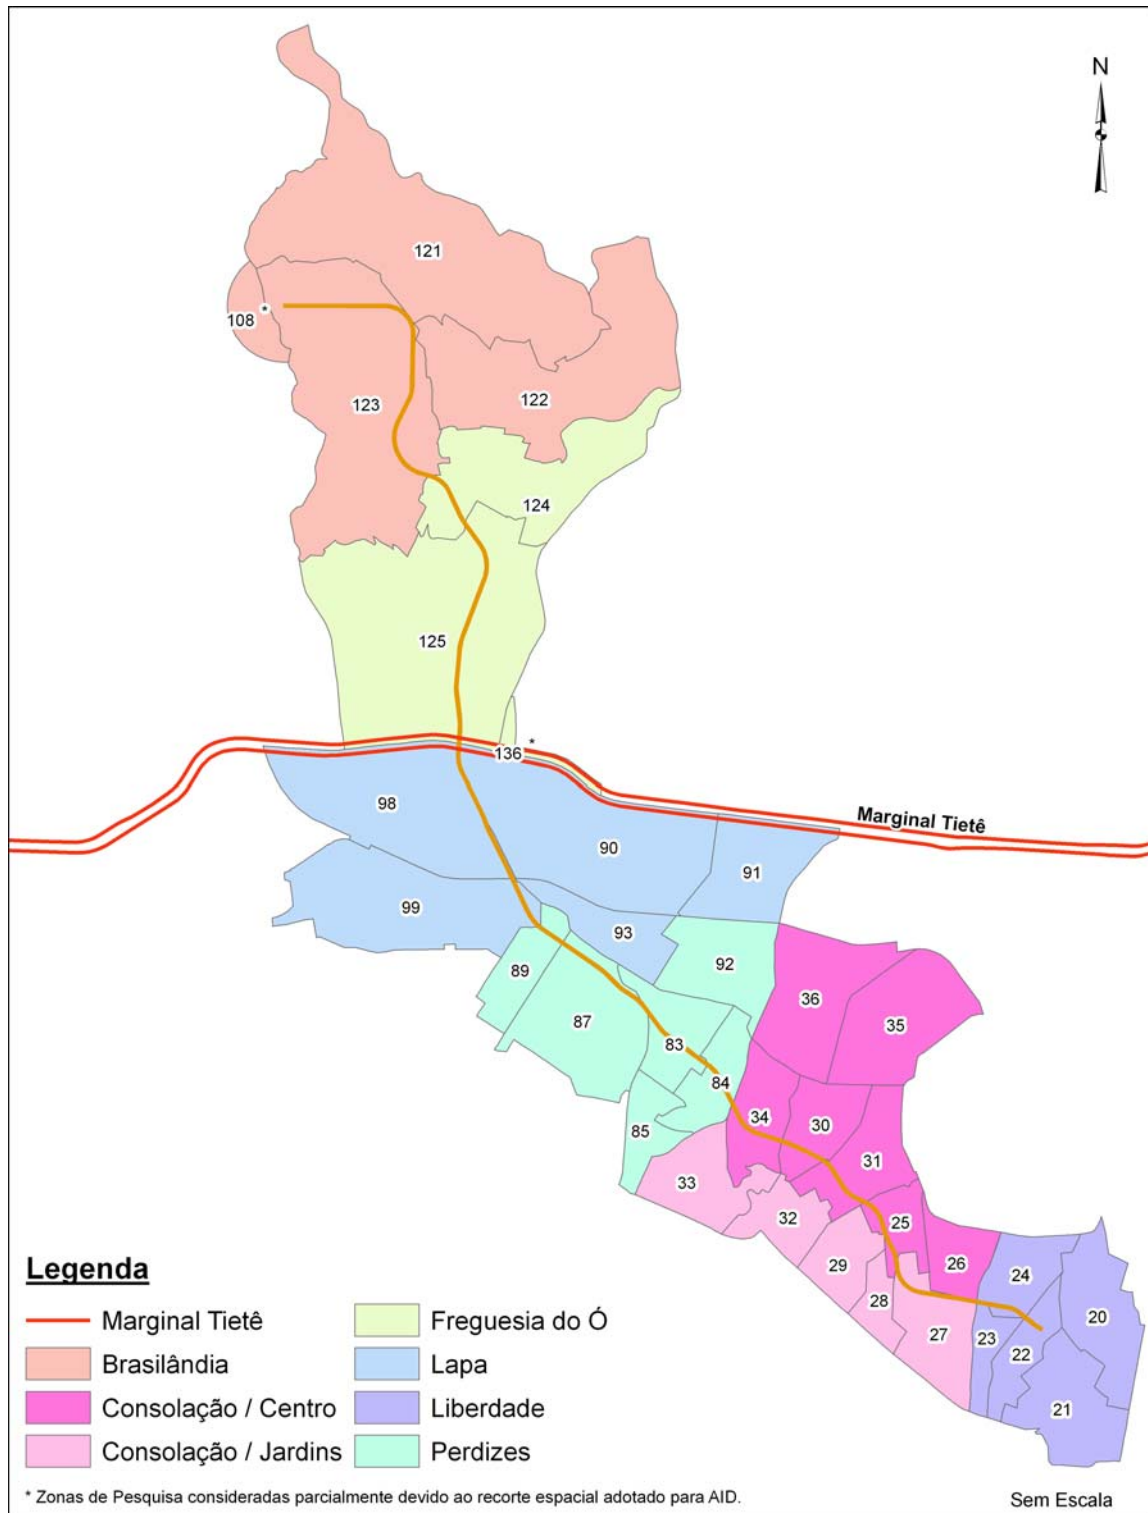 N
121
108
*
123
122
124
125
136
*
98
90
Marginal Tietê
91
99
93
92
89
36
35
87
83
84
34
30
85
31
33
32
25
29
26
24
28
20
27
23
22
21
Legenda
Marginal Tietê
Freguesia do Ó
Brasilândia
Lapa
Consolação / Centro
Liberdade
Consolação / Jardins
Perdizes
* Zonas de Pesquisa consideradas parcialmente devido ao recorte espacial adotado para AID.
Sem Escala